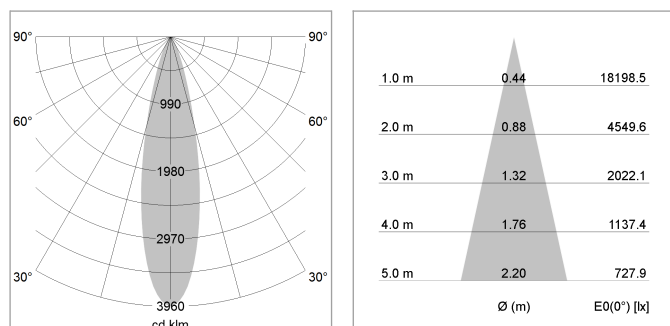 90° 90°
990
60° 60°
1980
2970
30° 30°
3960
cd klm
1.0 m 0.44 18198.5
2.0 m 0.88 4549.6
3.0 m 1.32 2022.1
4.0 m 1.76 1137.4
5.0 m 2.20 727.9
Ø (m) E0(0°) [lx]